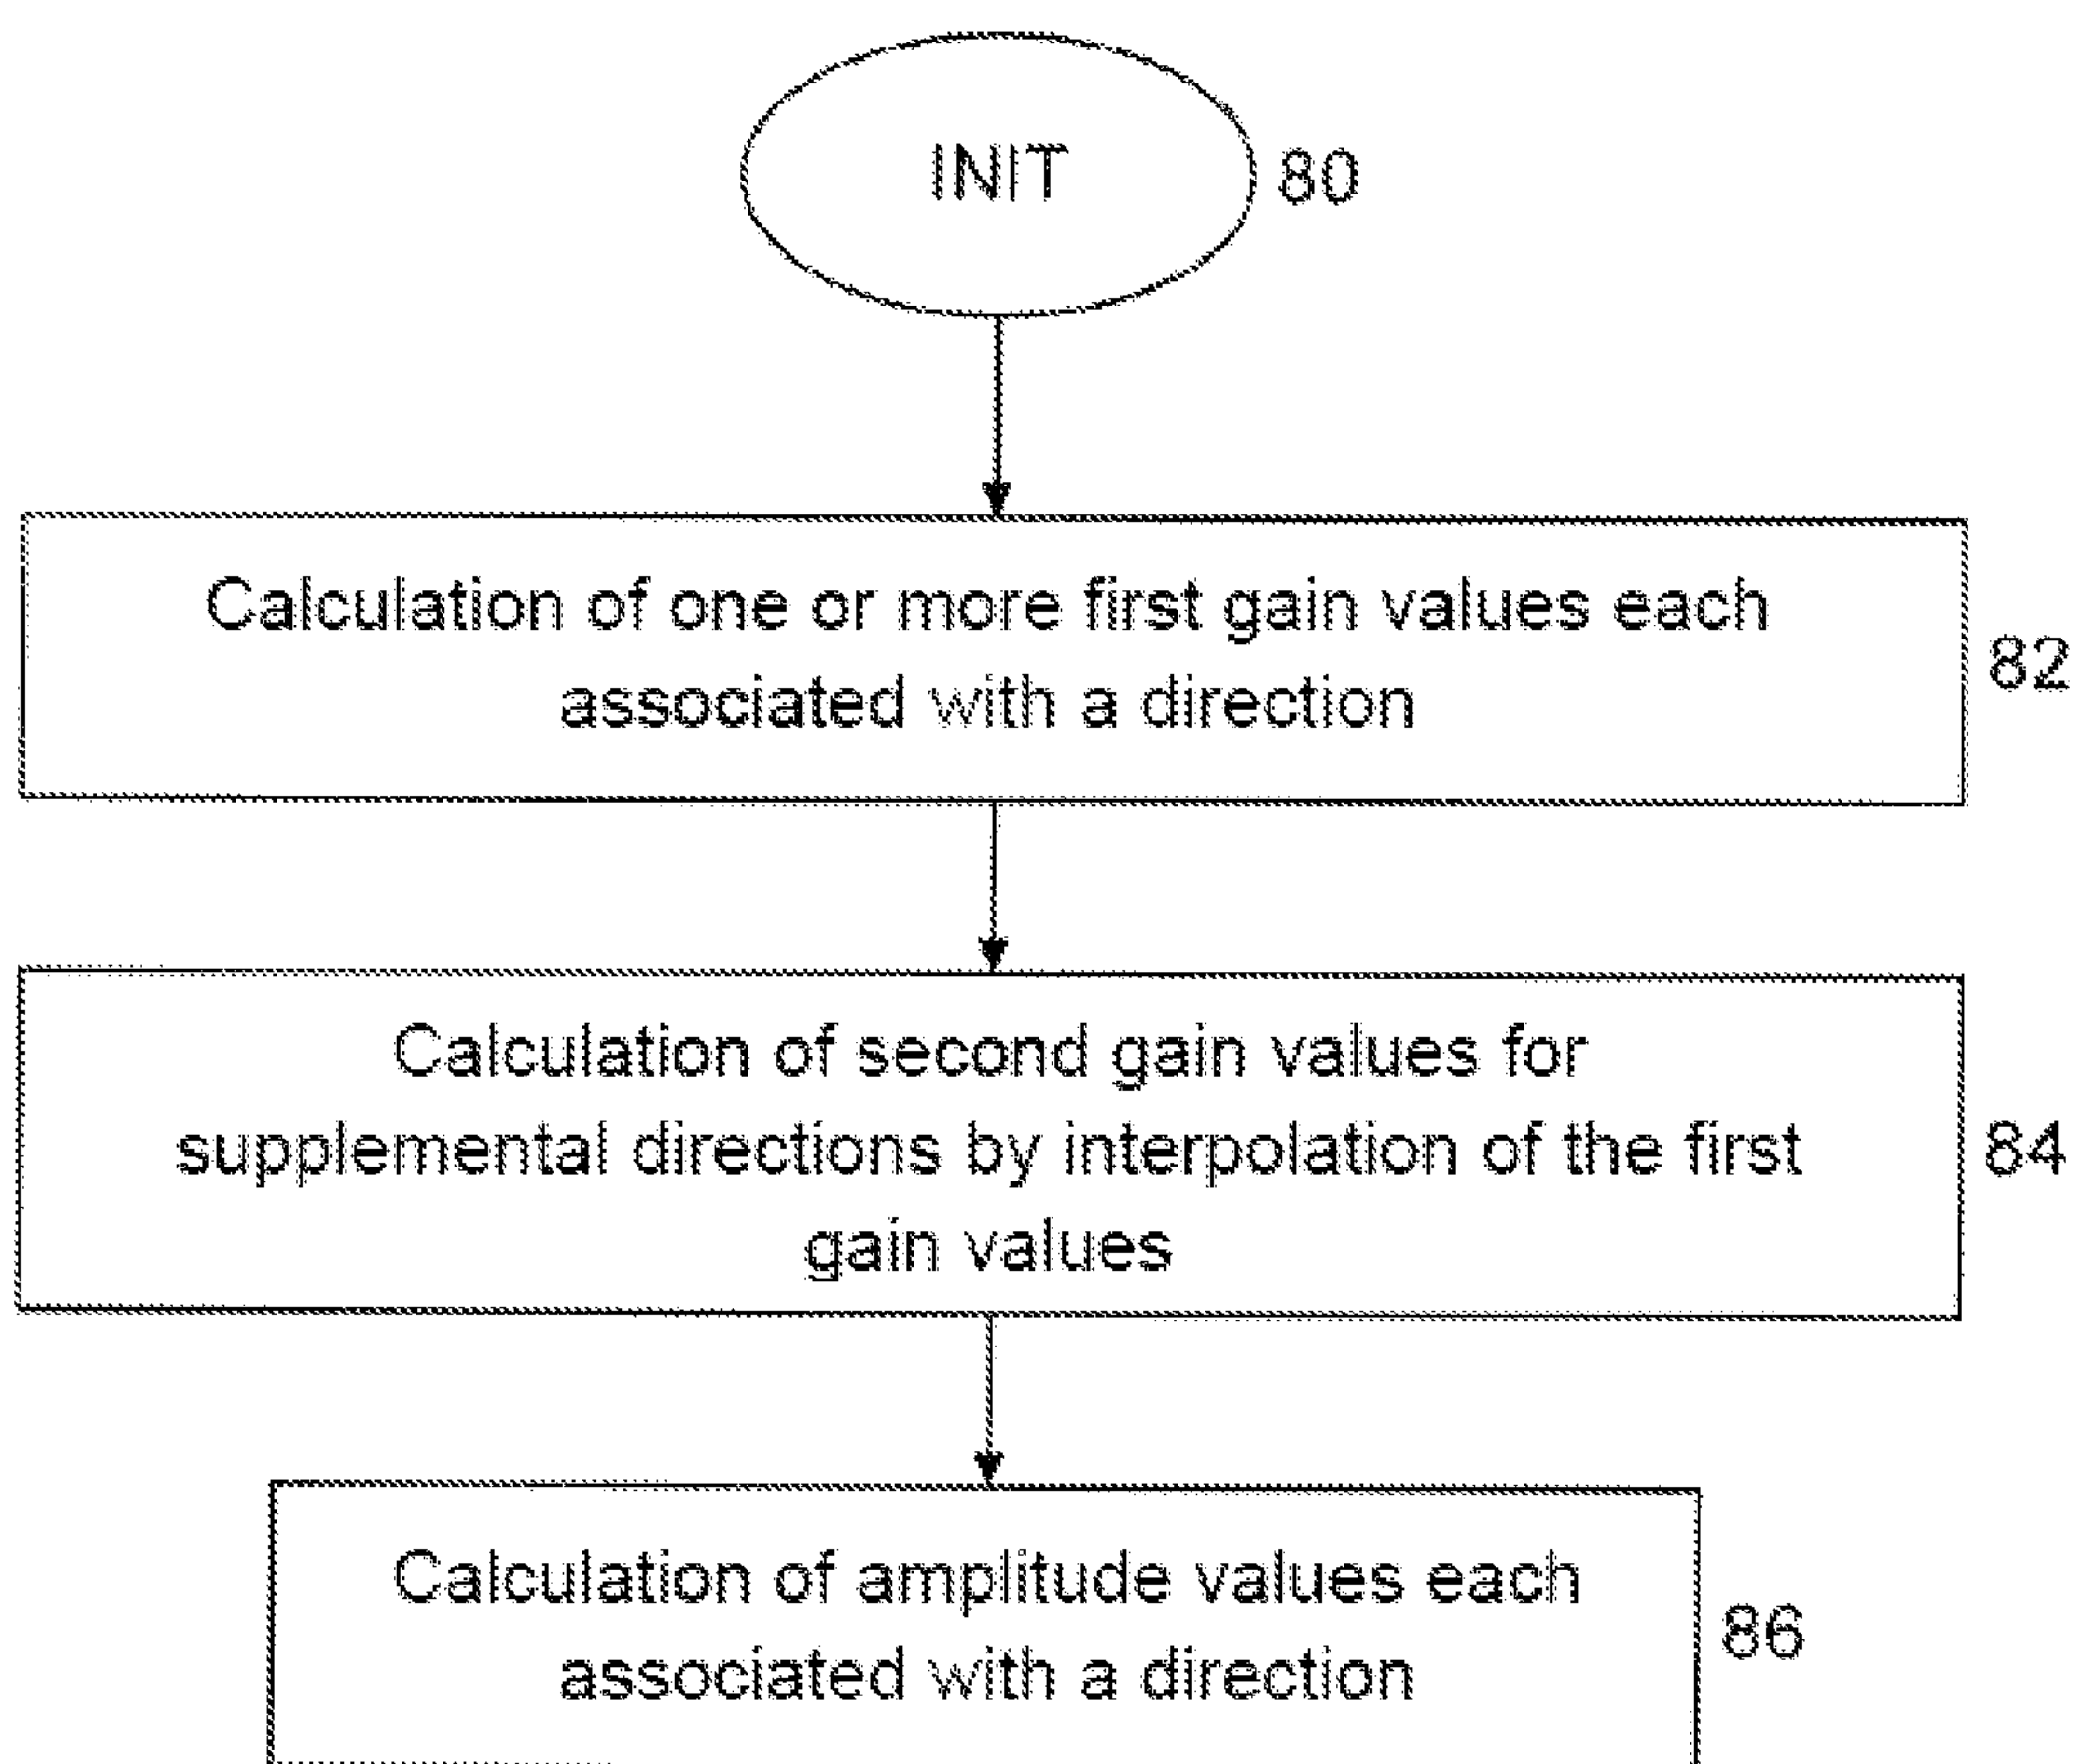 INIT
80
Calculation of one or more first gain values each
associated with a direction
82
Calculation of second gain values for
supplemental directions by interpolation of the first
gain values
84
Calculation of amplitude values each
associated with a direction
86